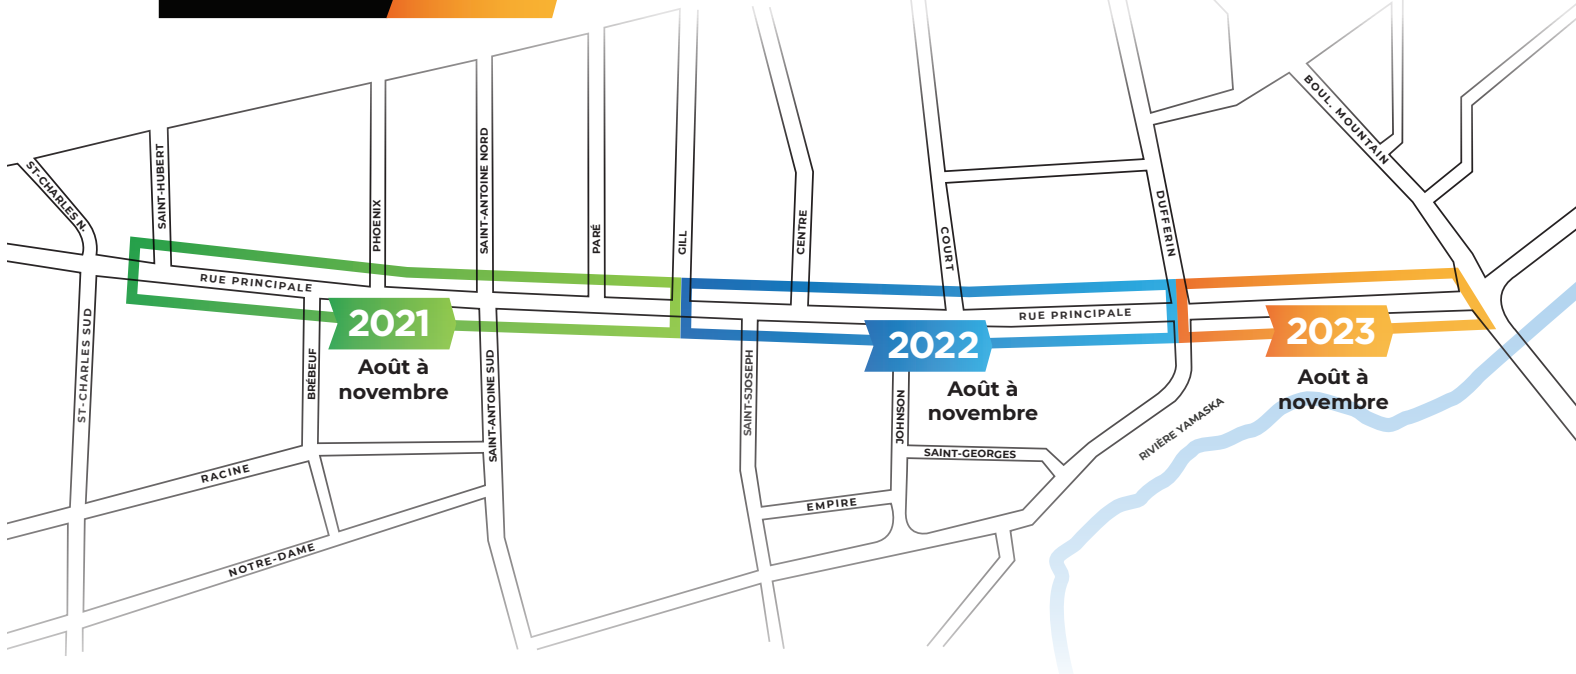 BOUL. MOUNTAIN
ST-CHARLES N.
SAINT-HUBERT
PHOENIX
SAINT-ANTOINE NORD
PARÉ
GILL
CENTRE
COURT
DUFFERIN
RUE PRINCIPALE
RUE PRINCIPALE
2021
Août à
novembre
2022
Août à
novembre
2023
Août à
novembre
ST-CHARLES SUD
BRÉBEUF
SAINT-ANTOINE SUD
SAINT-SJOSEPH
JOHNSON
SAINT-GEORGES
RIVIÈRE YAMASKA
RACINE
EMPIRE
NOTRE-DAME